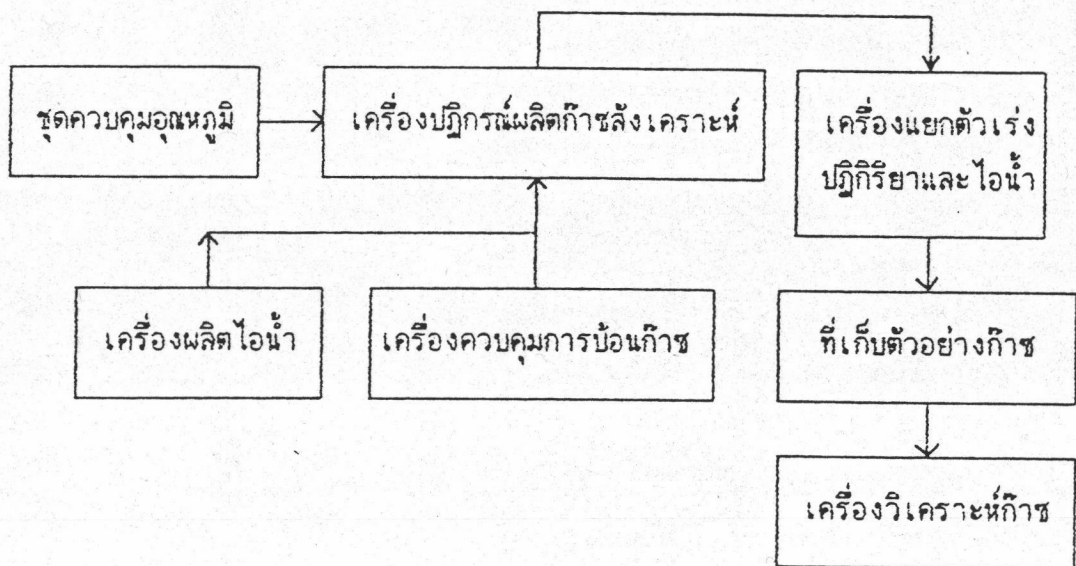 ชุดควบคุมอุณหภูมิ
เครื่องปฏิกรณ์ผลิตก๊าซสังเคราะห์
เครื่องแยกตัวเร่ง
ปฏิกิริยาและไอน้ำ
เครื่องผลิตไอน้ำ
เครื่องควบคุมการป้อนก๊าซ
ที่เก็บตัวอย่างก๊าซ
เครื่องวิเคราะห์ก๊าซ